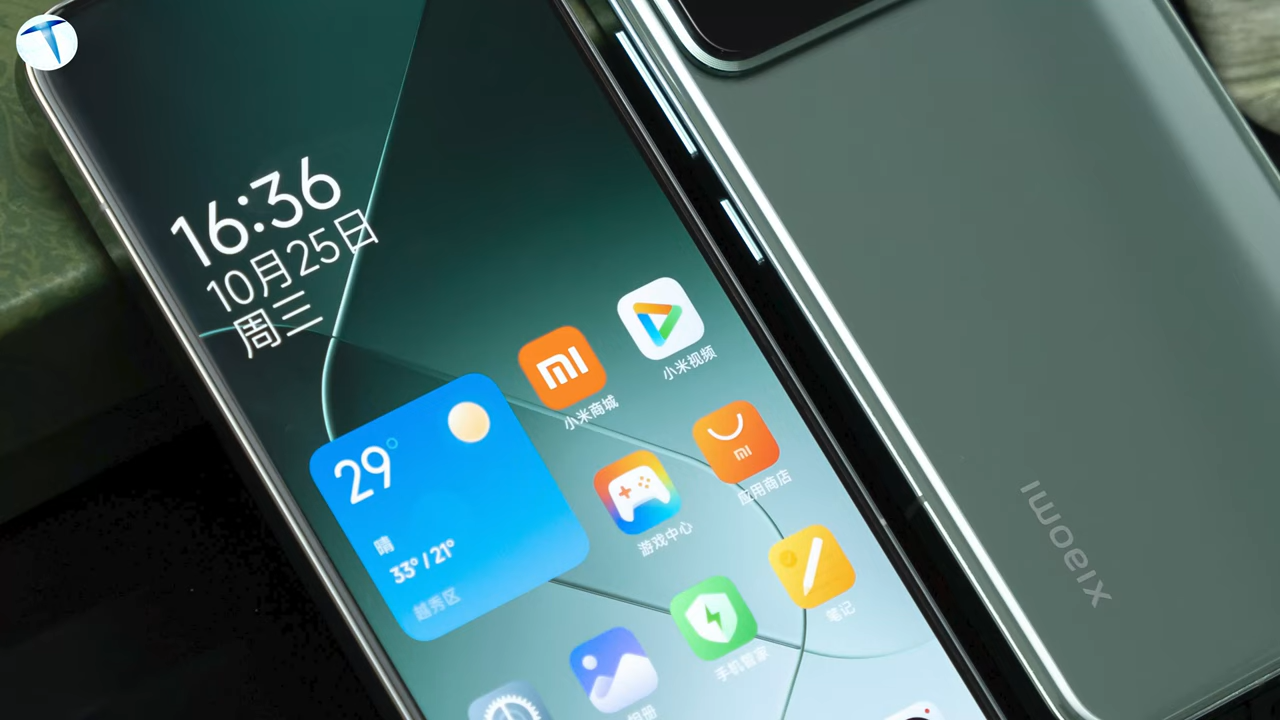 16:36
10月25日
周三
小米视频
小米商城
29°
晴
33° / 21°
越秀区
应用商店
游戏中心
笔记
手机管家
相册
xiaomi